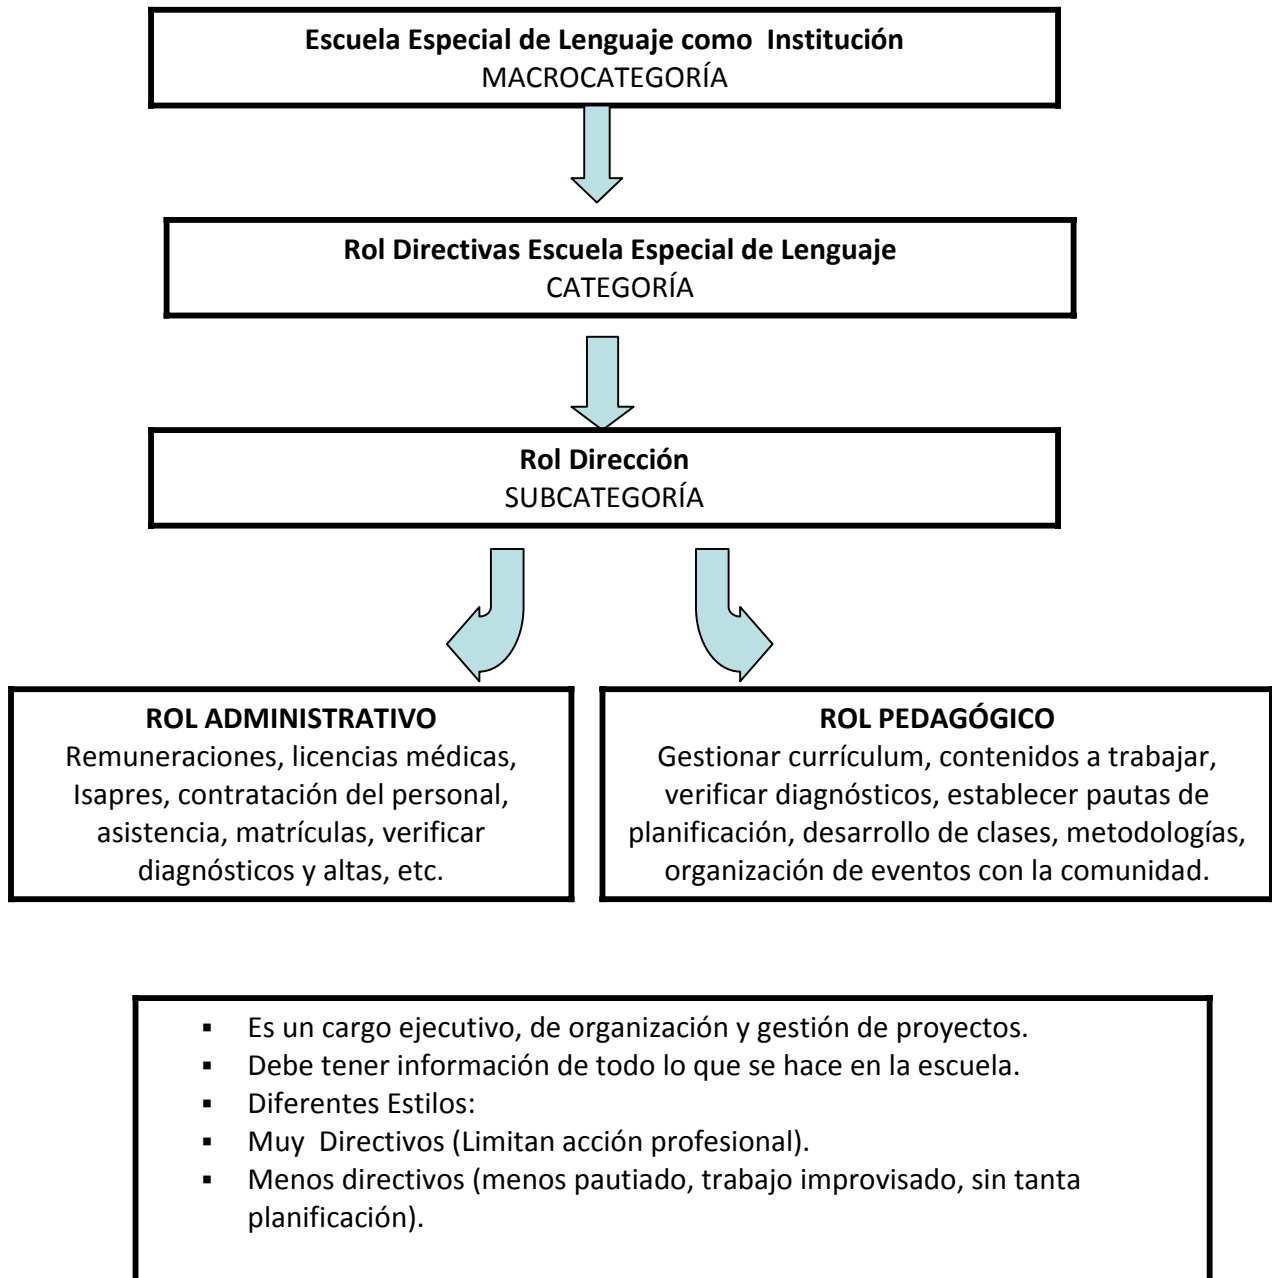 Escuela Especial de Lenguaje como  Institución
MACROCATEGORÍA
Rol Directivas Escuela Especial de Lenguaje
CATEGORÍA
Rol Dirección
SUBCATEGORÍA
ROL ADMINISTRATIVO
Remuneraciones, licencias médicas,
Isapres, contratación del personal,
asistencia, matrículas, verificar
diagnósticos y altas, etc.
ROL PEDAGÓGICO
Gestionar currículum, contenidos a trabajar,
verificar diagnósticos, establecer pautas de
planificación, desarrollo de clases, metodologías,
organización de eventos con la comunidad.
▪ Es un cargo ejecutivo, de organización y gestión de proyectos.
▪ Debe tener información de todo lo que se hace en la escuela.
▪ Diferentes Estilos:
▪ Muy  Directivos (Limitan acción profesional).
▪ Menos directivos (menos pautiado, trabajo improvisado, sin tanta
planificación).